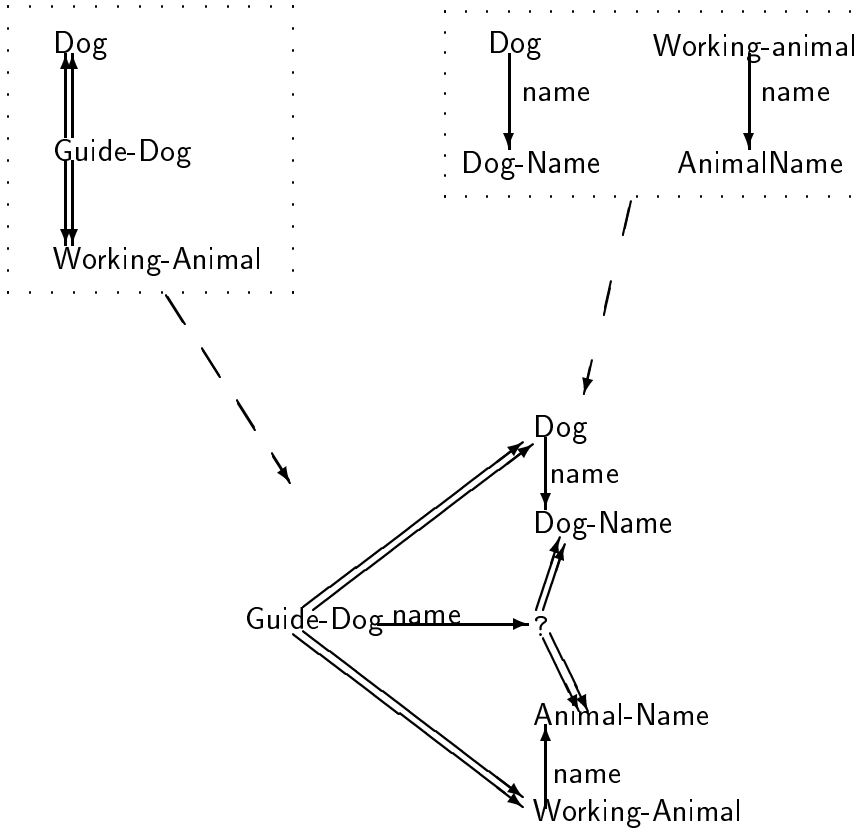 Dog
Guide-Dog
Working-Animal
Dog Working-animal
name name
Dog-Name AnimalName
Dog
name
Dog-Name
Guide-Dog name ?
Animal-Name
name
Working-Animal